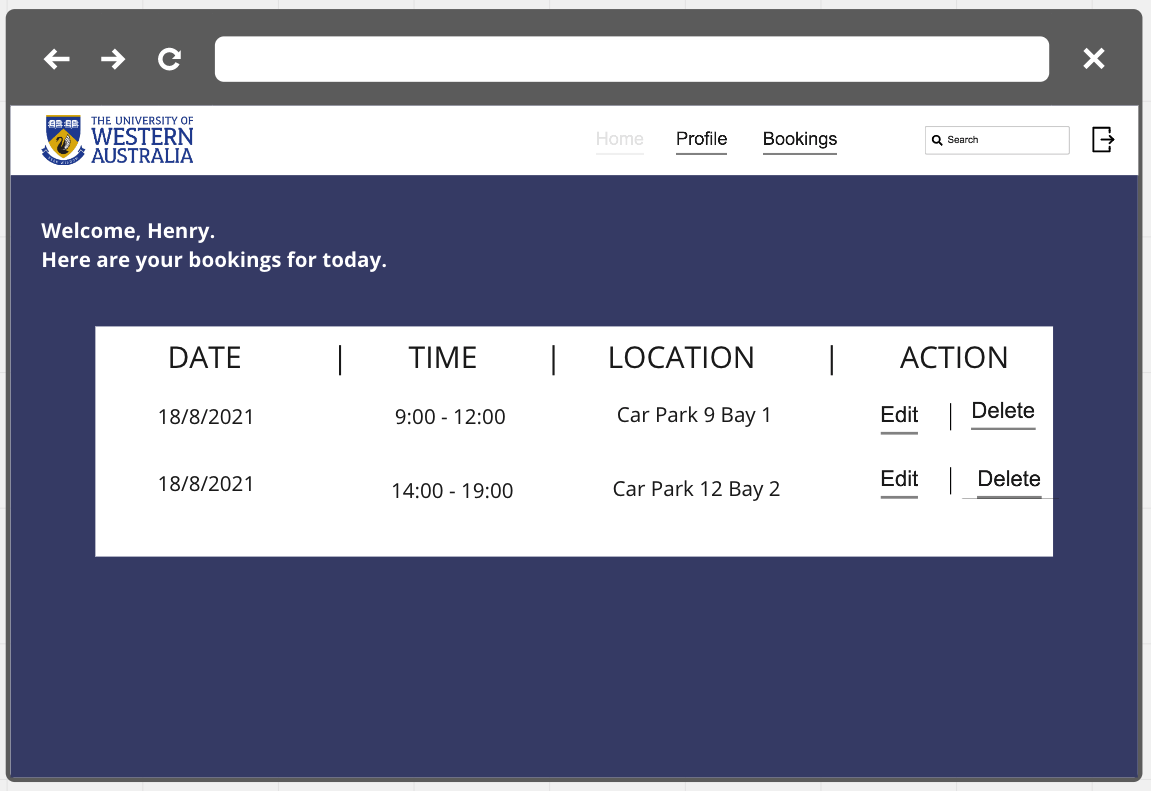 THE UNIVERSITY OF
WESTERN
AUSTRALIA
Home Profile Bookings Search
Welcome, Henry.
Here are your bookings for today.
DATE | TIME | LOCATION | ACTION
18/8/2021 9:00 - 12:00 Car Park 9 Bay 1 Edit | Delete
18/8/2021 14:00 - 19:00 Car Park 12 Bay 2 Edit | Delete